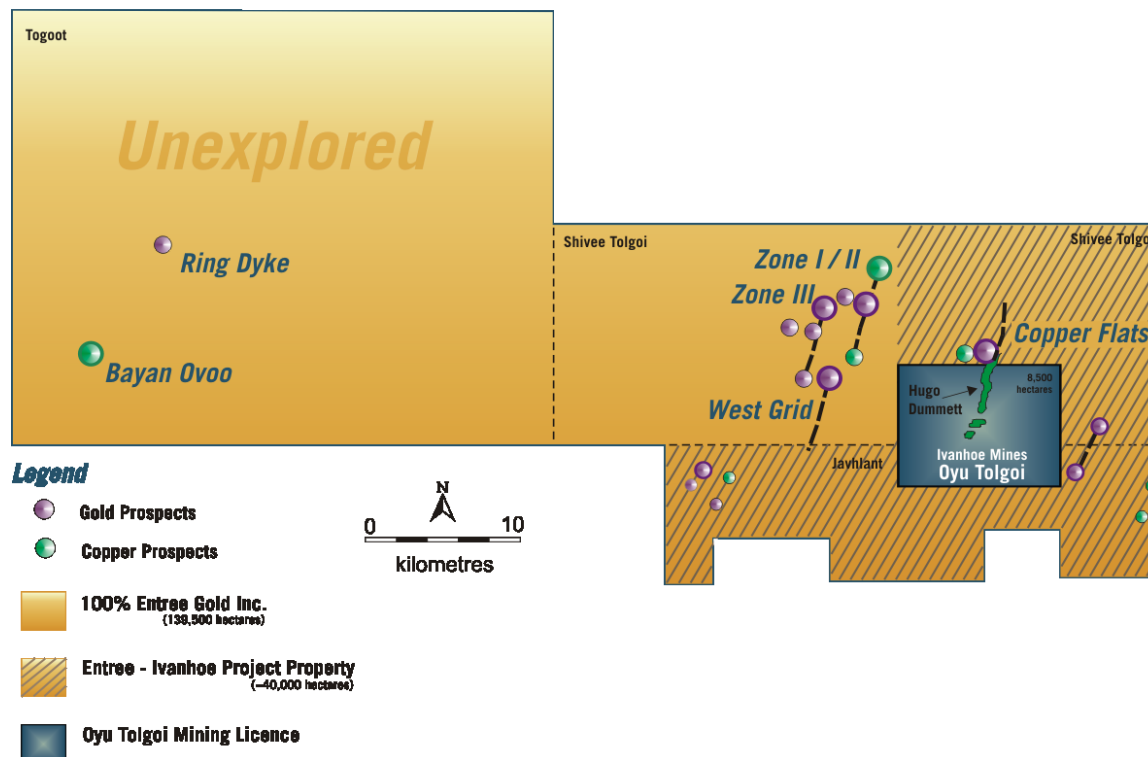 Togoot
Unexplored
Ring Dyke
Bayan Ovoo
Shivee Tolgoi
Shivee Tolgo
Zone I / II
Zone III
Copper Flats
West Grid
8,500
hectares
Hugo
Dummett
Ivanhoe Mines
Oyu Tolgoi
Javhlant
Legend
Gold Prospects
Copper Prospects
100% Entree Gold Inc.
(139,500 hectares)
Entree - Ivanhoe Project Property
(~40,000 hectares)
Oyu Tolgoi Mining Licence
N
0 10
kilometres